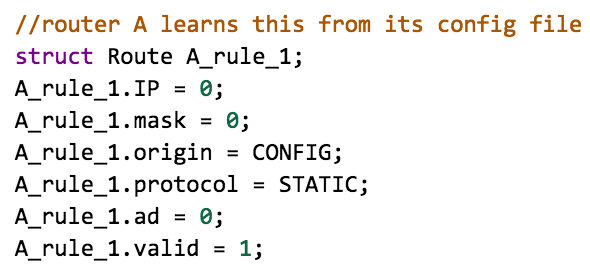 //router A learns this from its config file
struct Route A_rule_1;
A_rule_1.IP = 0;
A_rule_1.mask = 0;
A_rule_1.origin = CONFIG;
A_rule_1.protocol = STATIC;
A_rule_1.ad = 0;
A_rule_1.valid = 1;